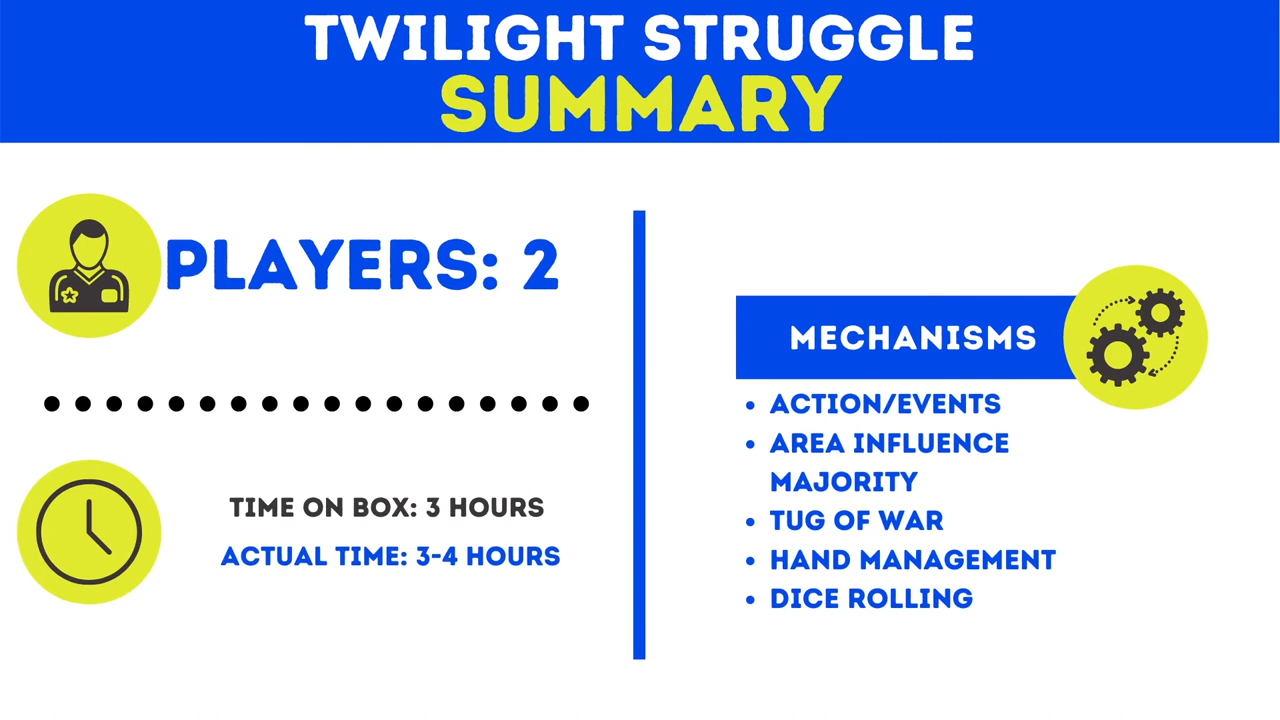 TWILIGHT STRUGGLE
SUMMARY
PLAYERS: 2
TIME ON BOX: 3 HOURS
ACTUAL TIME: 3-4 HOURS
MECHANISMS
• ACTION/EVENTS
• AREA INFLUENCE
MAJORITY
• TUG OF WAR
• HAND MANAGEMENT
• DICE ROLLING